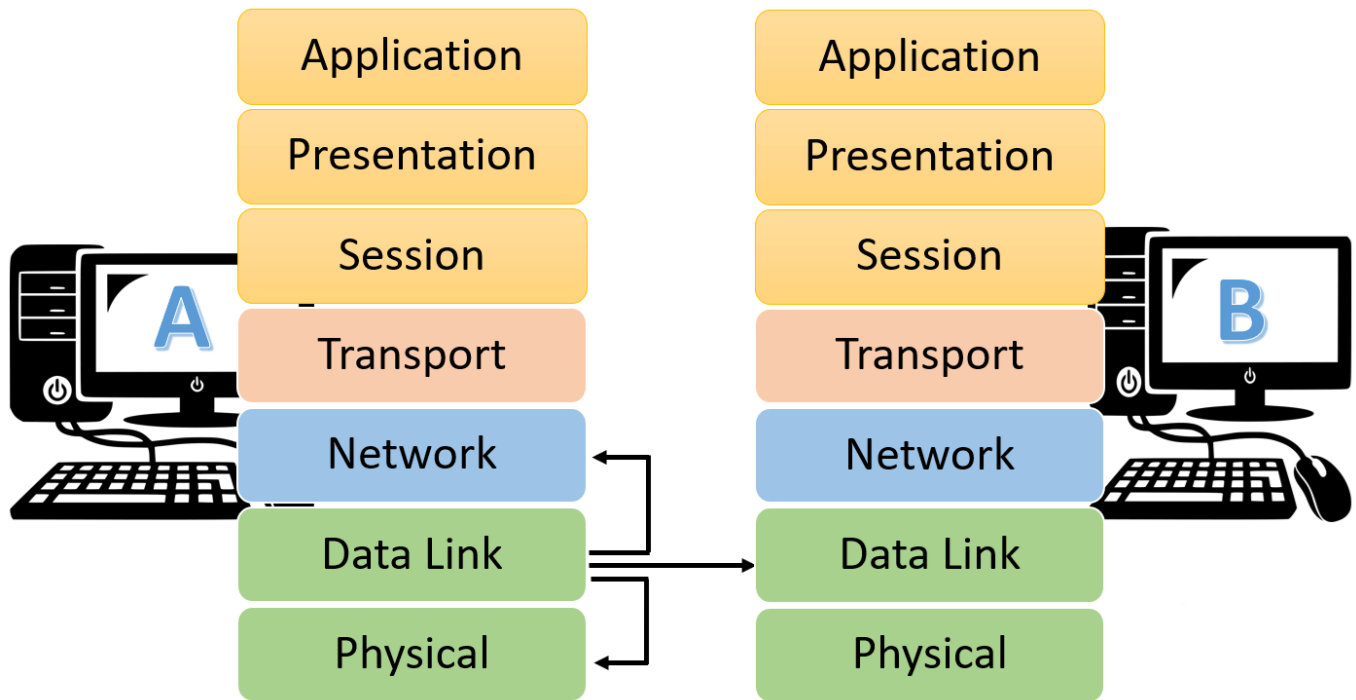 Application
Presentation
Session
Transport
Network
Data Link
Physical
A
Application
Presentation
Session
Transport
Network
Data Link
Physical
B